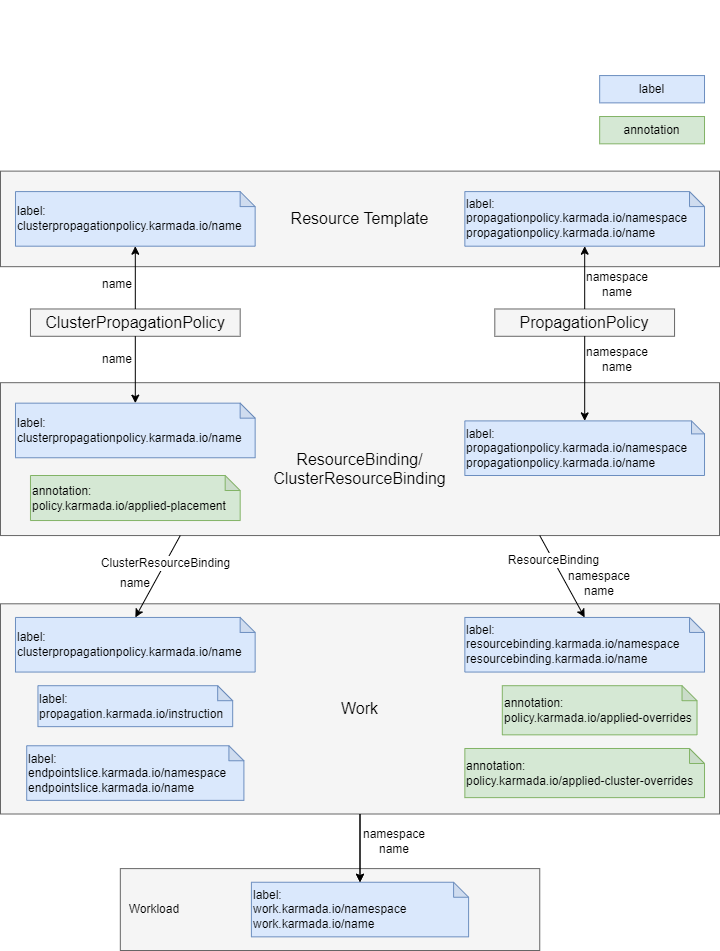 label
annotation
label:
clusterpropagationpolicy.karmada.io/name
Resource Template
label:
propagationpolicy.karmada.io/namespace
propagationpolicy.karmada.io/name
name
namespace
name
ClusterPropagationPolicy
PropagationPolicy
name
namespace
name
label:
clusterpropagationpolicy.karmada.io/name
annotation:
policy.karmada.io/applied-placement
ResourceBinding/
ClusterResourceBinding
label:
propagationpolicy.karmada.io/namespace
propagationpolicy.karmada.io/name
ClusterResourceBinding
name
ResourceBinding
namespace
name
label:
clusterpropagationpolicy.karmada.io/name
label:
propagation.karmada.io/instruction
label:
endpointslice.karmada.io/namespace
endpointslice.karmada.io/name
Work
label:
resourcebinding.karmada.io/namespace
resourcebinding.karmada.io/name
annotation:
policy.karmada.io/applied-overrides
annotation:
policy.karmada.io/applied-cluster-overrides
namespace
name
Workload
label:
work.karmada.io/namespace
work.karmada.io/name